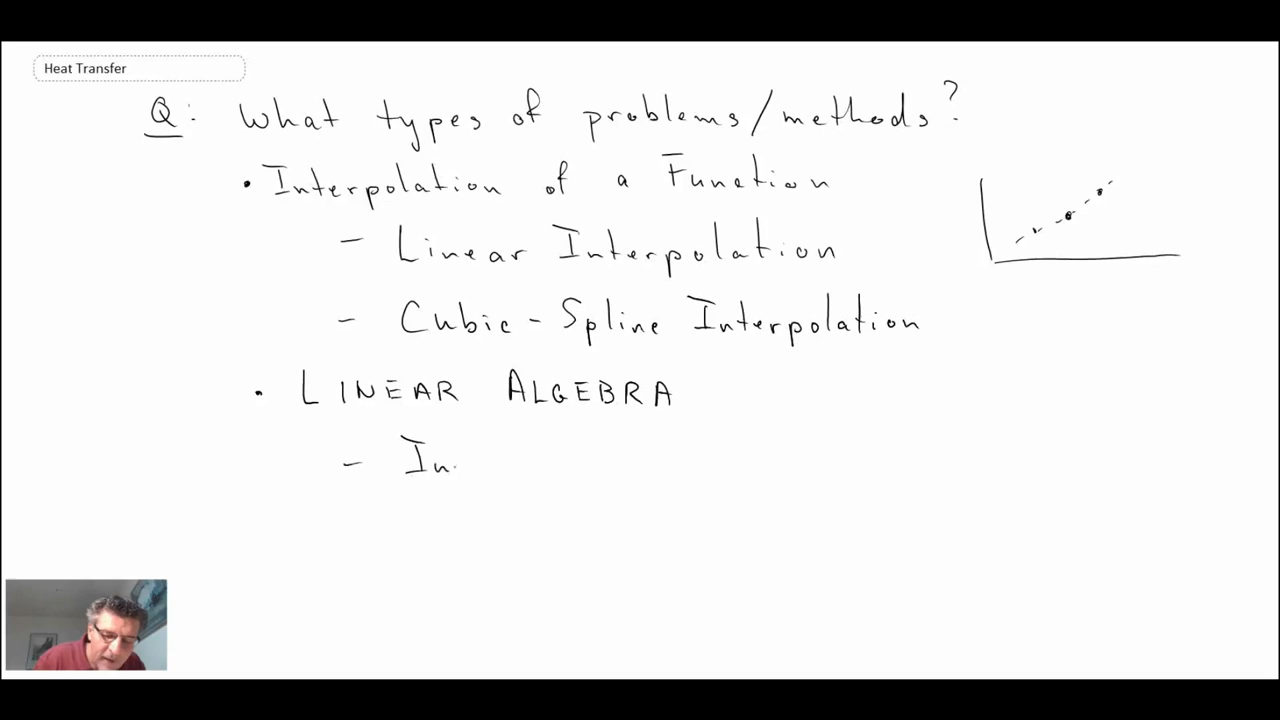 Heat Transfer
Q: What types of problems/methods?
• Interpolation of a Function
- Linear Interpolation
- Cubic-Spline Interpolation
• LINEAR ALGEBRA
- In